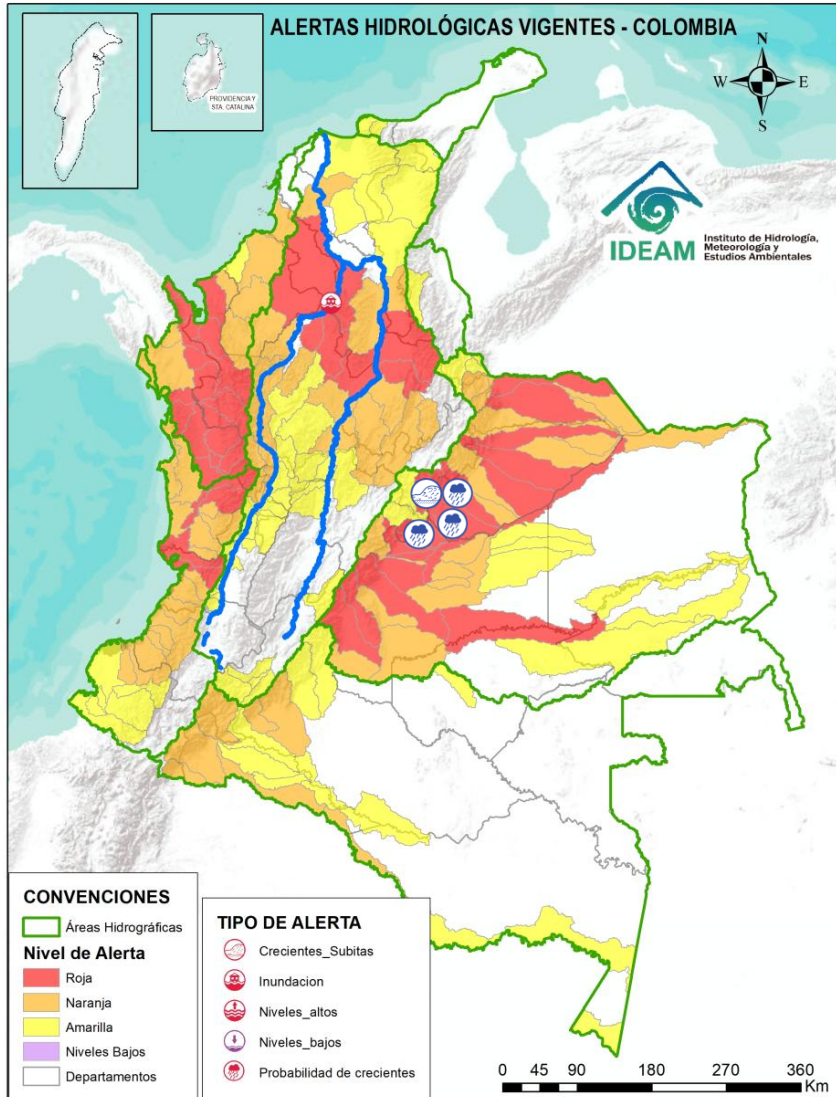 ALERTAS HIDROLÓGICAS VIGENTES - COLOMBIA
PROVIDENCIA Y
STA. CATALINA
N
W
E
S
IDEAM
Instituto de Hidrología,
Meteorología y
Estudios Ambientales
CONVENCIONES
Áreas Hidrográficas
Nivel de Alerta
Roja
Naranja
Amarilla
Niveles Bajos
Departamentos
TIPO DE ALERTA
Crecientes_Subitas
Inundacion
Niveles_altos
Niveles_bajos
Probabilidad de crecientes
0 45 90 180 270 360
Km